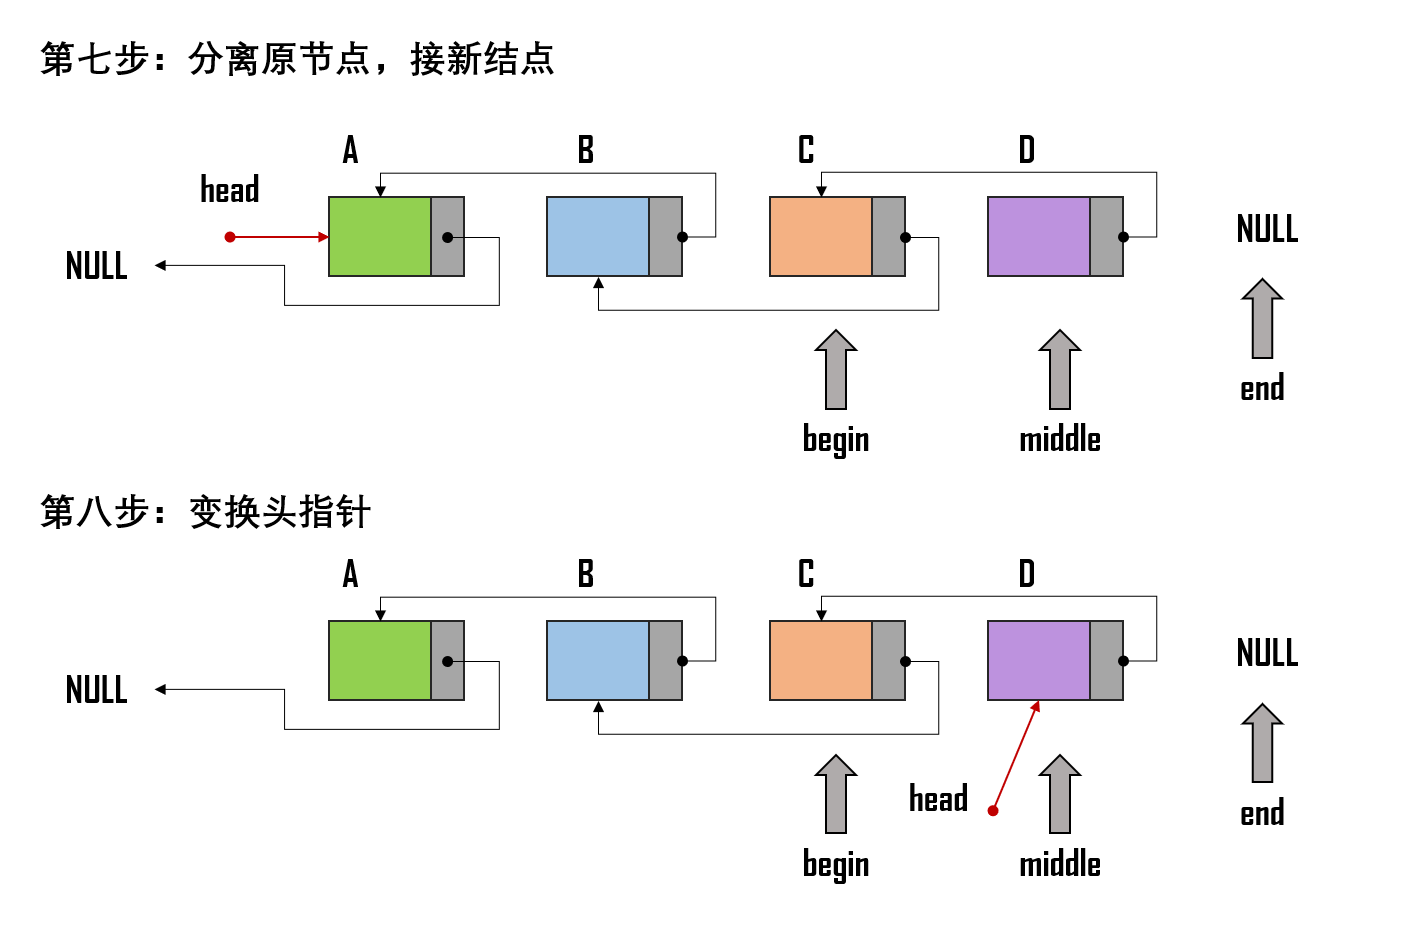 第七步：分离原节点，接新结点
A B C D
head
NULL
NULL
end
begin middle
第八步：变换头指针
A B C D
NULL
NULL
head
end
begin middle